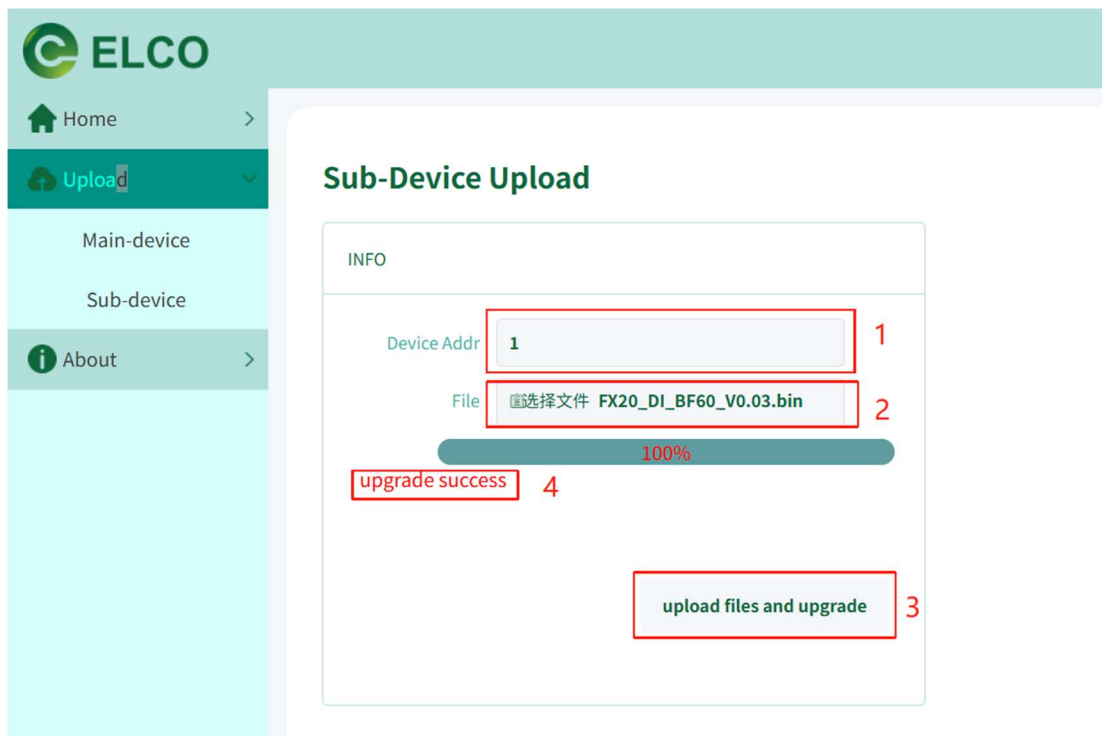 ELCO
Home
Upload
Main-device
Sub-device
About
Sub-Device Upload
INFO
Device Addr 1 1
File 选择文件 FX20_DI_BF60_V0.03.bin 2
100%
upgrade success 4
upload files and upgrade 3